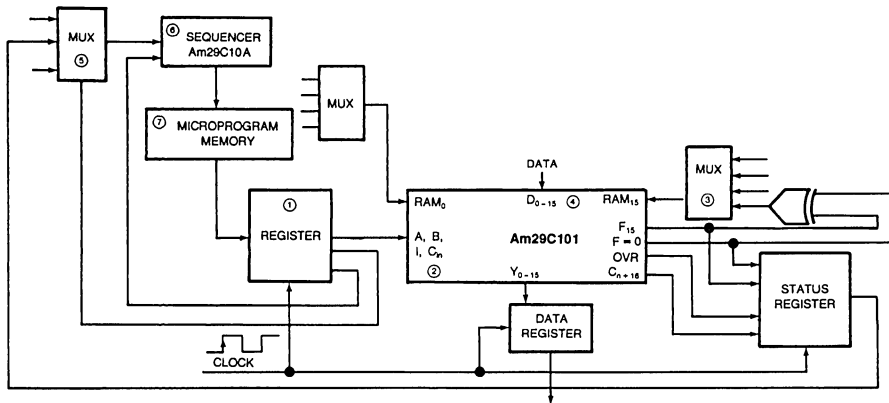 MUX
⑤
⑥ SEQUENCER
Am29C10A
⑦ MICROPROGRAM
MEMORY
MUX
①
REGISTER
DATA
RAM₀
D₀₋₁₅ ④
RAM₁₅
A, B,
I, Cᵢₙ
②
Am29C101
F₁₅
F = 0
OVR
Cₙ₊₁₆
Y₀₋₁₅
MUX
③
DATA
REGISTER
STATUS
REGISTER
CLOCK